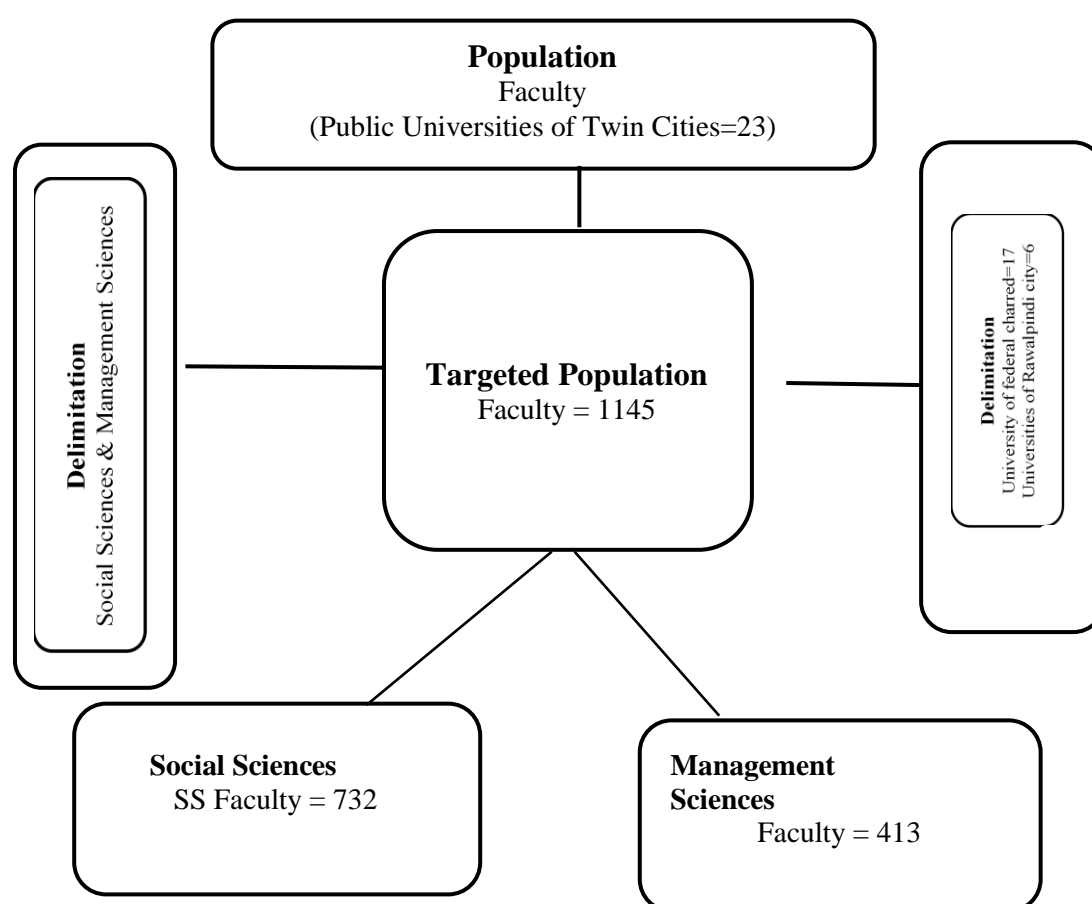 Population
Faculty
(Public Universities of Twin Cities=23)
Delimitation
Social Sciences & Management Sciences
Targeted Population
Faculty = 1145
Delimitation
University of federal charred=17
Universities of Rawalpindi city=6
Social Sciences
SS Faculty = 732
Management
Sciences
Faculty = 413